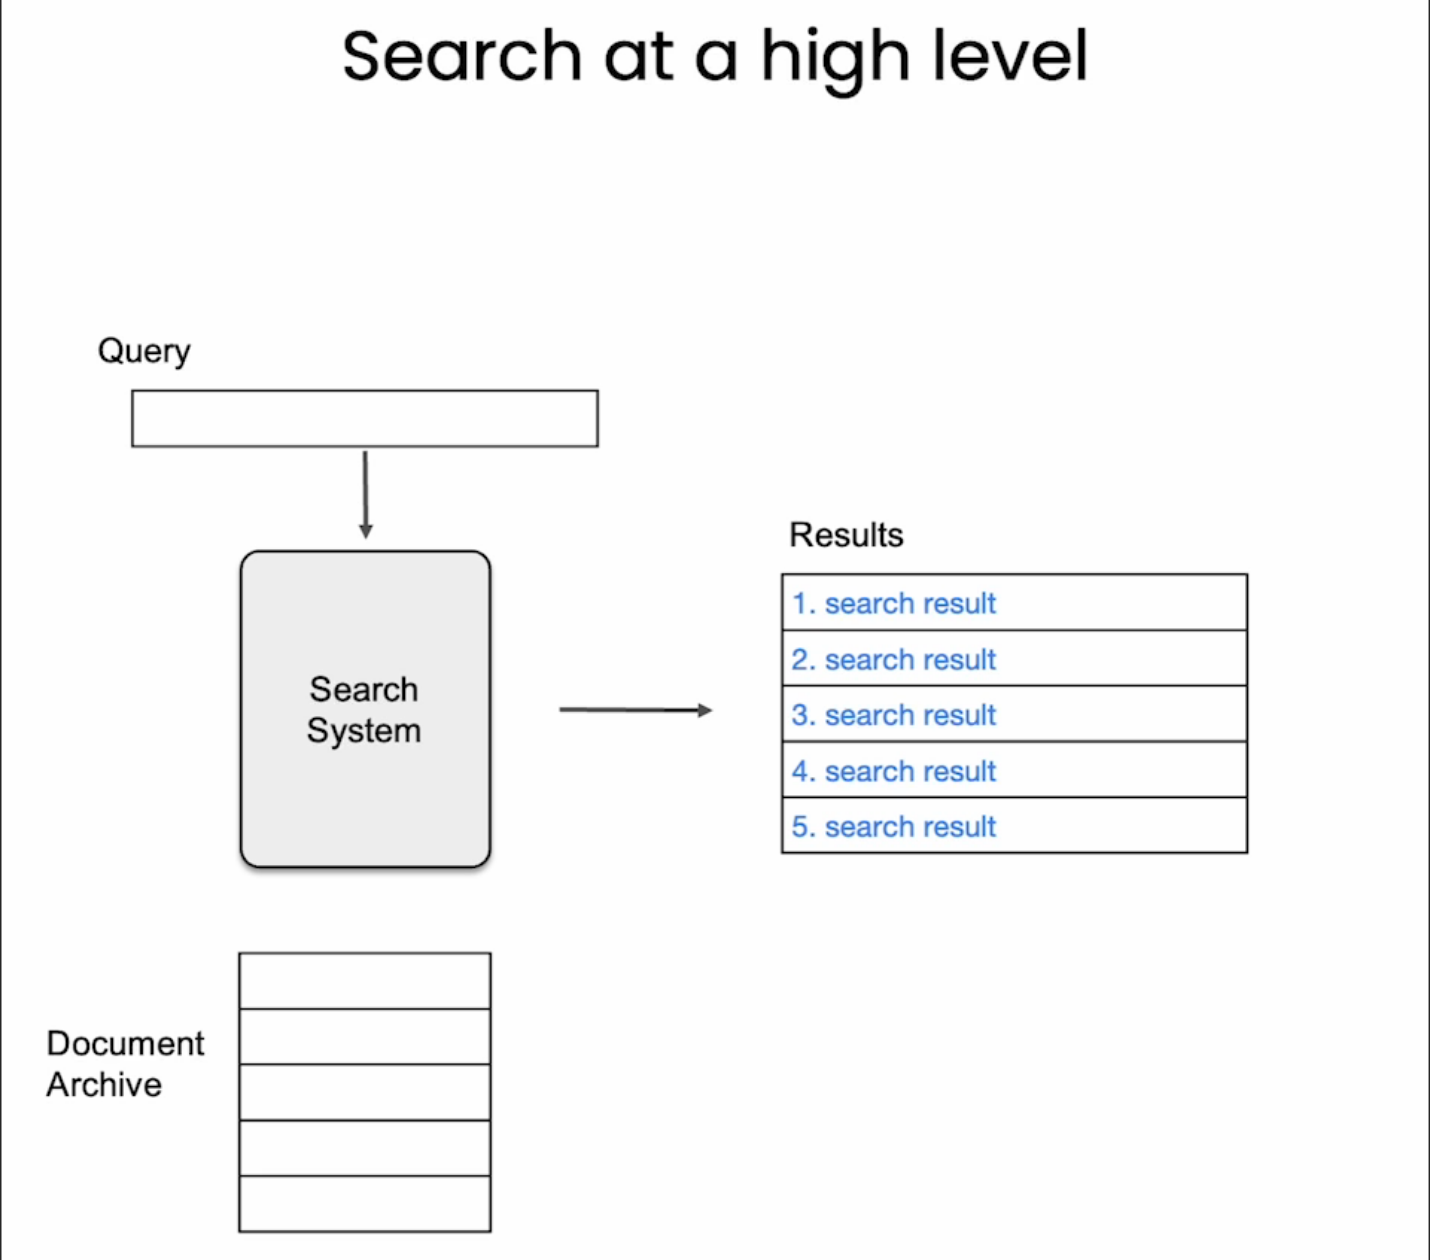 Search at a high level
Query
Search
System
Results
1. search result
2. search result
3. search result
4. search result
5. search result
Document
Archive